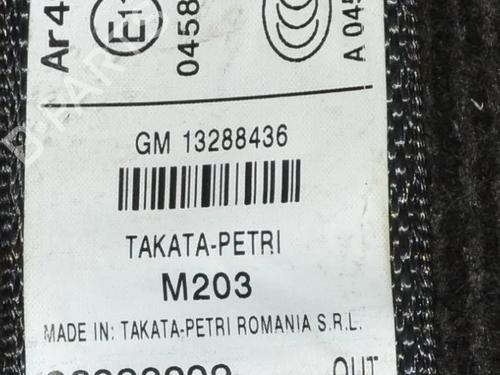 Ar4
E1
0458
A 045
GM 13288436
TAKATA-PETRI
M203
MADE IN: TAKATA-PETRI ROMANIA S.R.L.
OUT